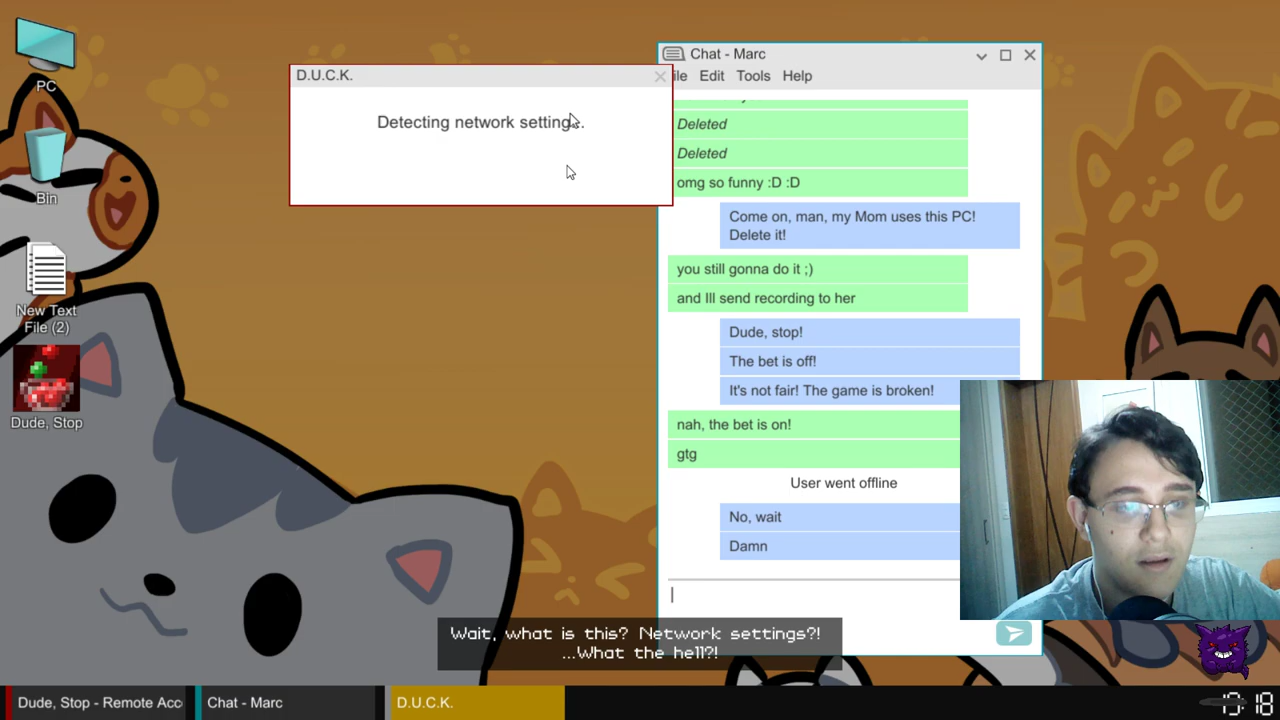 PC
Bin
New Text
File (2)
Dude, Stop
D.U.C.K.
Detecting network setting...
Chat - Marc
ile Edit Tools Help
Deleted
Deleted
omg so funny :D :D
Come on, man, my Mom uses this PC!
Delete it!
you still gonna do it ;)
and Ill send recording to her
Dude, stop!
The bet is off!
It's not fair! The game is broken!
nah, the bet is on!
gtg
User went offline
No, wait
Damn
Wait, what is this? Network settings?!
...What the hell?!
Dude, Stop - Remote Acc
Chat - Marc
D.U.C.K.